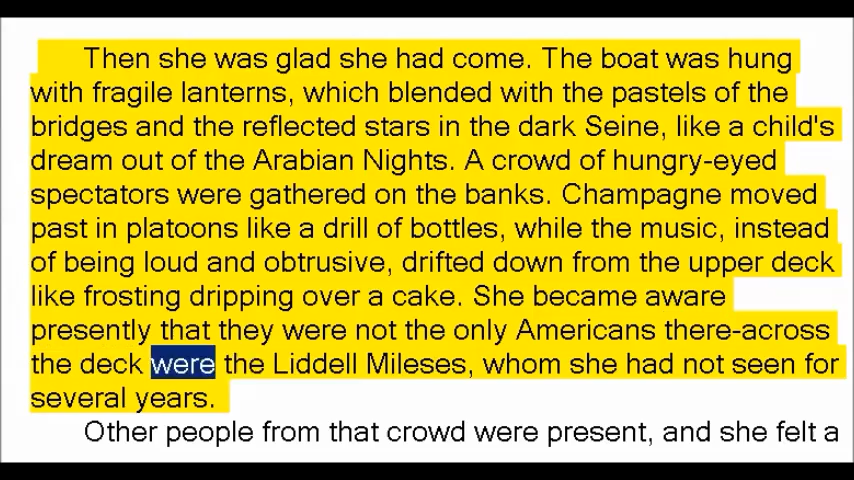 Then she was glad she had come. The boat was hung
with fragile lanterns, which blended with the pastels of the
bridges and the reflected stars in the dark Seine, like a child's
dream out of the Arabian Nights. A crowd of hungry-eyed
spectators were gathered on the banks. Champagne moved
past in platoons like a drill of bottles, while the music, instead
of being loud and obtrusive, drifted down from the upper deck
like frosting dripping over a cake. She became aware
presently that they were not the only Americans there-across
the deck were the Liddell Mileses, whom she had not seen for
several years.
Other people from that crowd were present, and she felt a